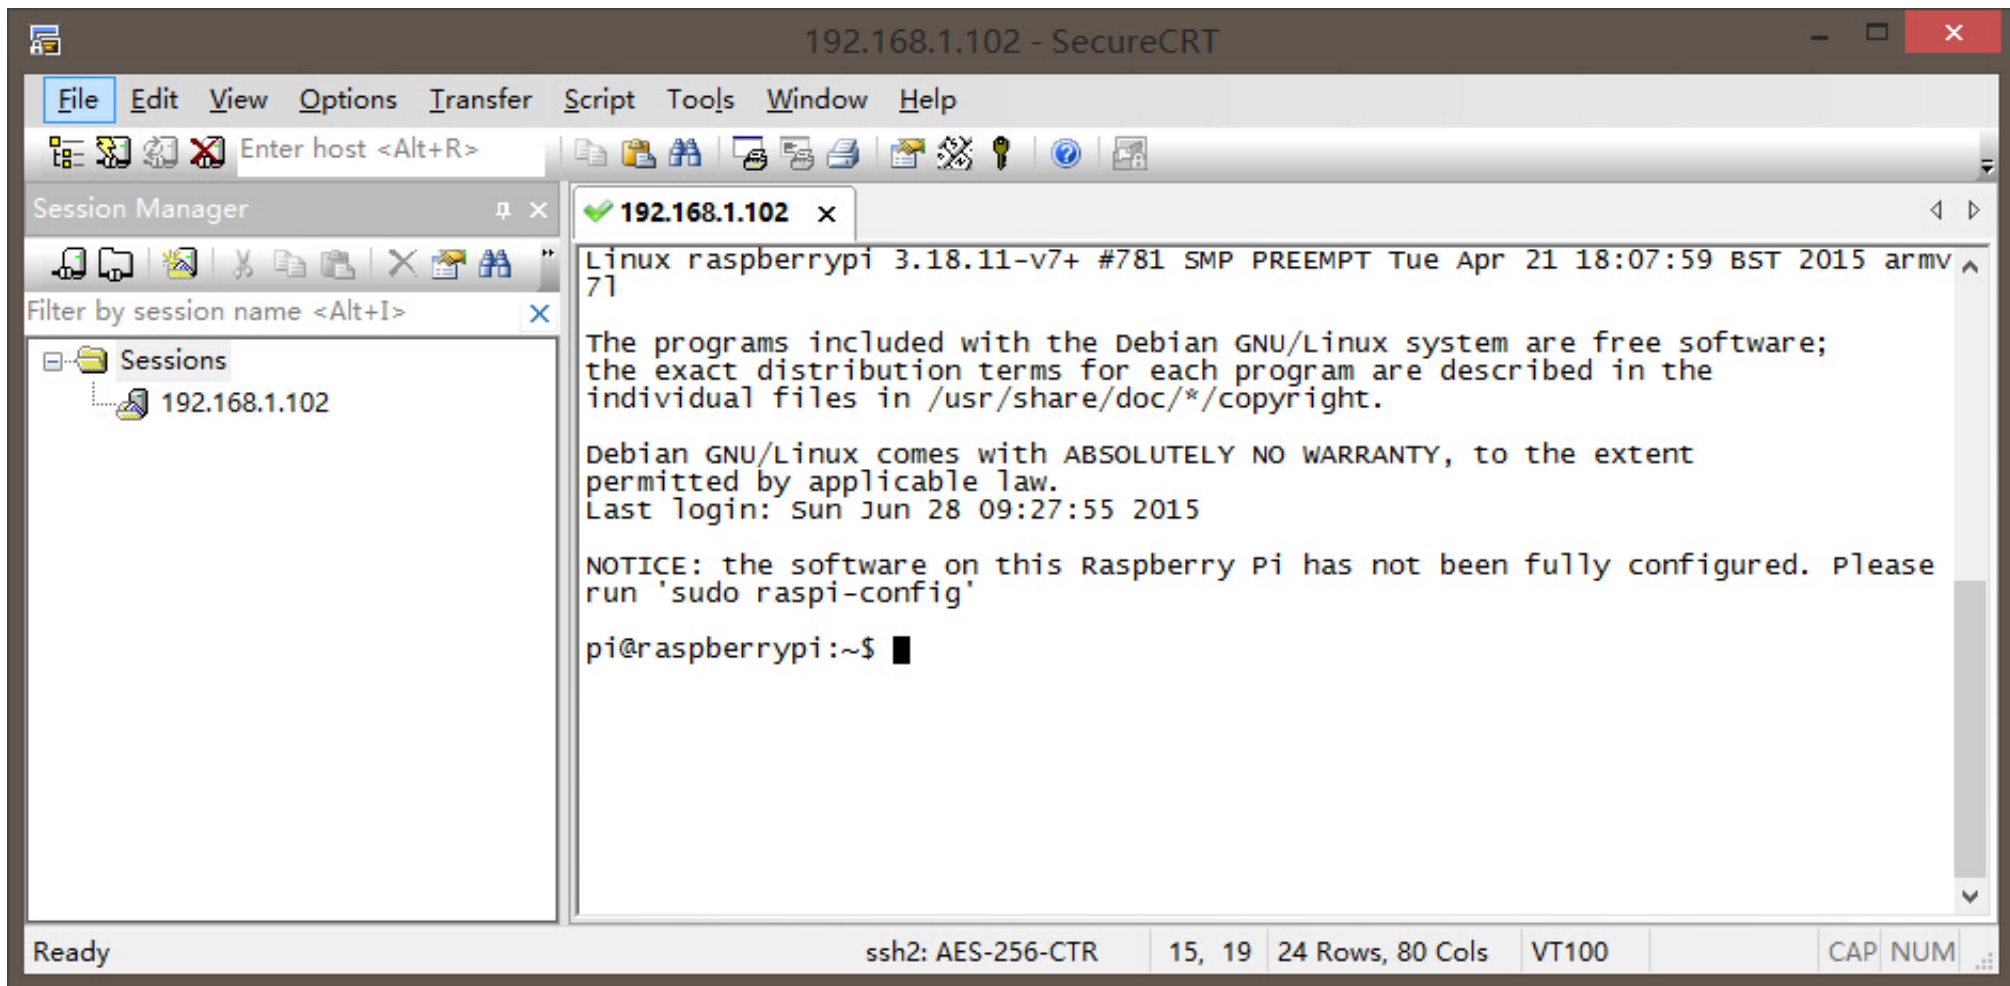 192.168.1.102 - SecureCRT
File Edit View Options Transfer Script Tools Window Help
Enter host <Alt+R>
Session Manager
192.168.1.102
Filter by session name <Alt+I>
Sessions
192.168.1.102
Linux raspberrypi 3.18.11-v7+ #781 SMP PREEMPT Tue Apr 21 18:07:59 BST 2015 armv
7l
The programs included with the Debian GNU/Linux system are free software;
the exact distribution terms for each program are described in the
individual files in /usr/share/doc/*/copyright.
Debian GNU/Linux comes with ABSOLUTELY NO WARRANTY, to the extent
permitted by applicable law.
Last login: Sun Jun 28 09:27:55 2015
NOTICE: the software on this Raspberry Pi has not been fully configured. Please
run 'sudo raspi-config'
pi@raspberrypi:~$
Ready ssh2: AES-256-CTR 15, 19 24 Rows, 80 Cols VT100 CAP NUM